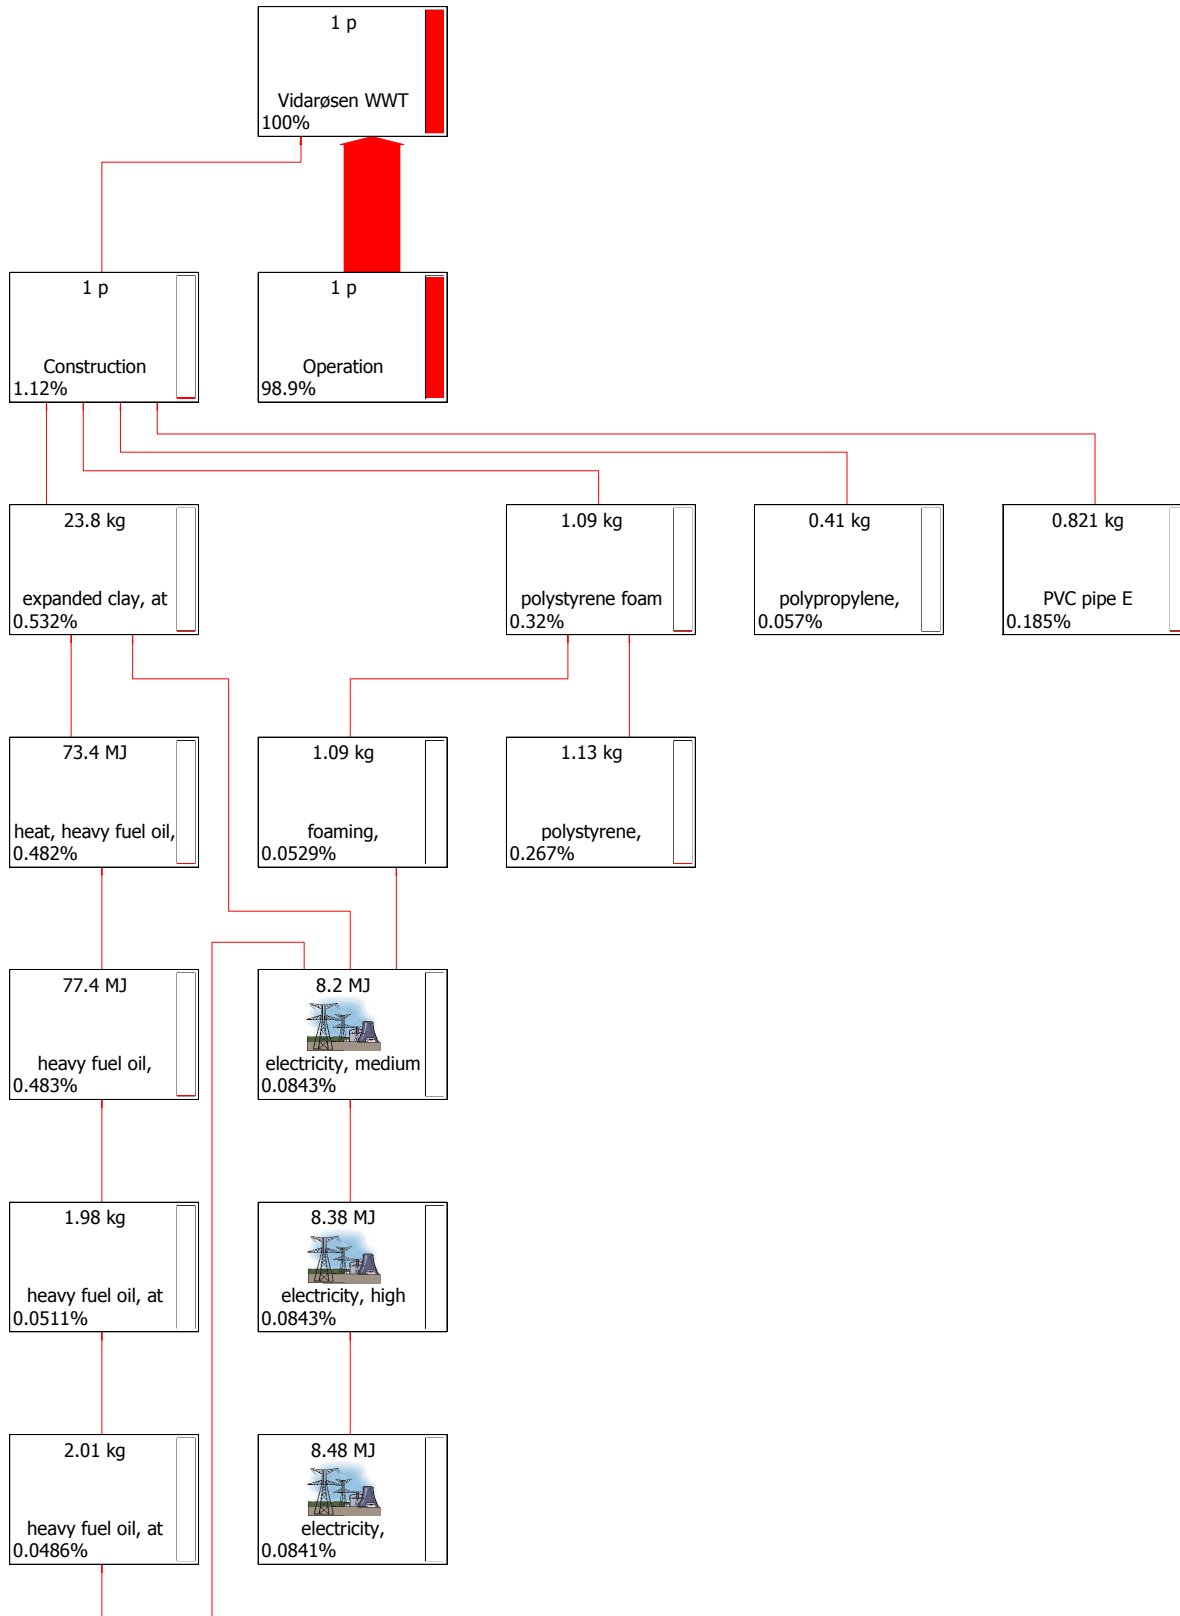 1 p
Vidarøsen WWT
100%
1 p
Construction
1.12%
1 p
Operation
98.9%
23.8 kg
expanded clay, at
0.532%
1.09 kg
polystyrene foam
0.32%
0.41 kg
polypropylene,
0.057%
0.821 kg
PVC pipe E
0.185%
73.4 MJ
heat, heavy fuel oil,
0.482%
1.09 kg
foaming,
0.0529%
1.13 kg
polystyrene,
0.267%
77.4 MJ
heavy fuel oil,
0.483%
8.2 MJ
electricity, medium
0.0843%
1.98 kg
heavy fuel oil, at
0.0511%
8.38 MJ
electricity, high
0.0843%
2.01 kg
heavy fuel oil, at
0.0486%
8.48 MJ
electricity,
0.0841%